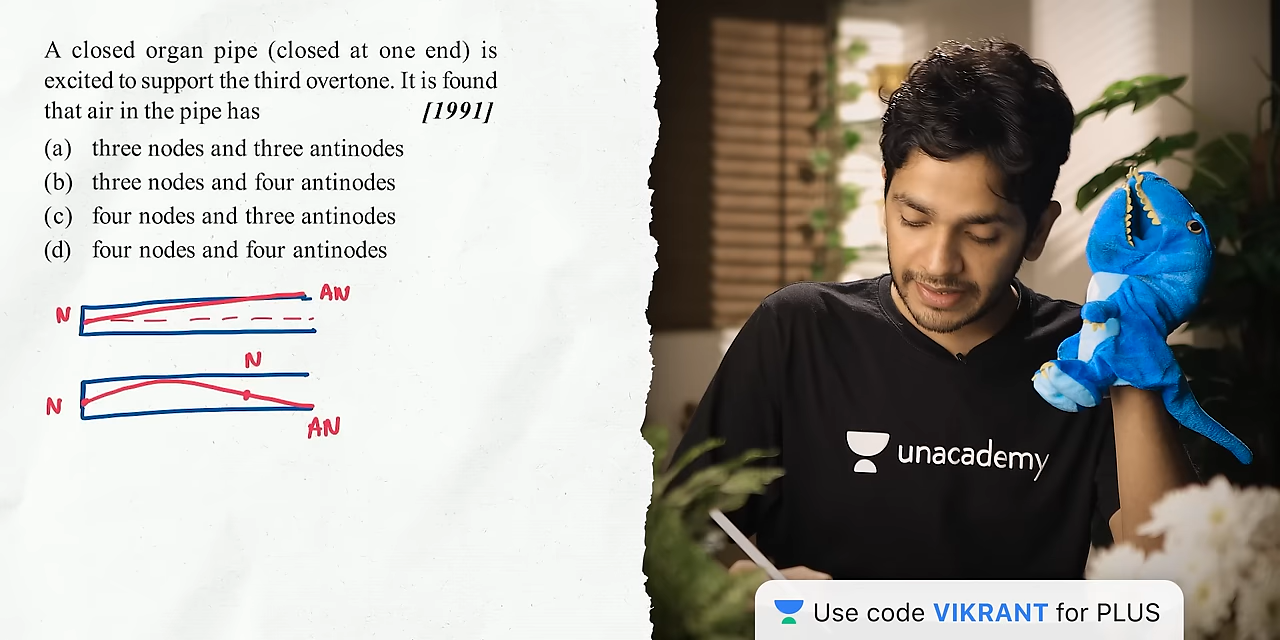 A closed organ pipe (closed at one end) is
excited to support the third overtone. It is found
that air in the pipe has [1991]
(a) three nodes and three antinodes
(b) three nodes and four antinodes
(c) four nodes and three antinodes
(d) four nodes and four antinodes
N AN
N
N
AN
unacademy
Use code VIKRANT for PLUS